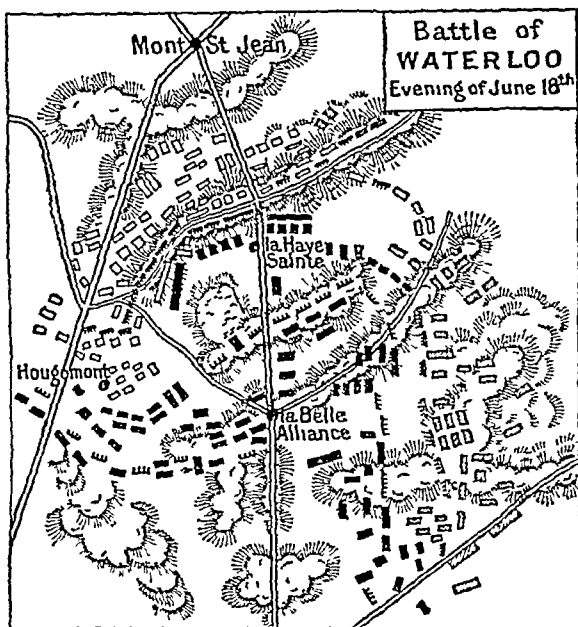 Battle of
WATERLOO
Evening of June 18th
Mont St Jean
la Haye
Sainte
Hougomont
la Belle
Alliance